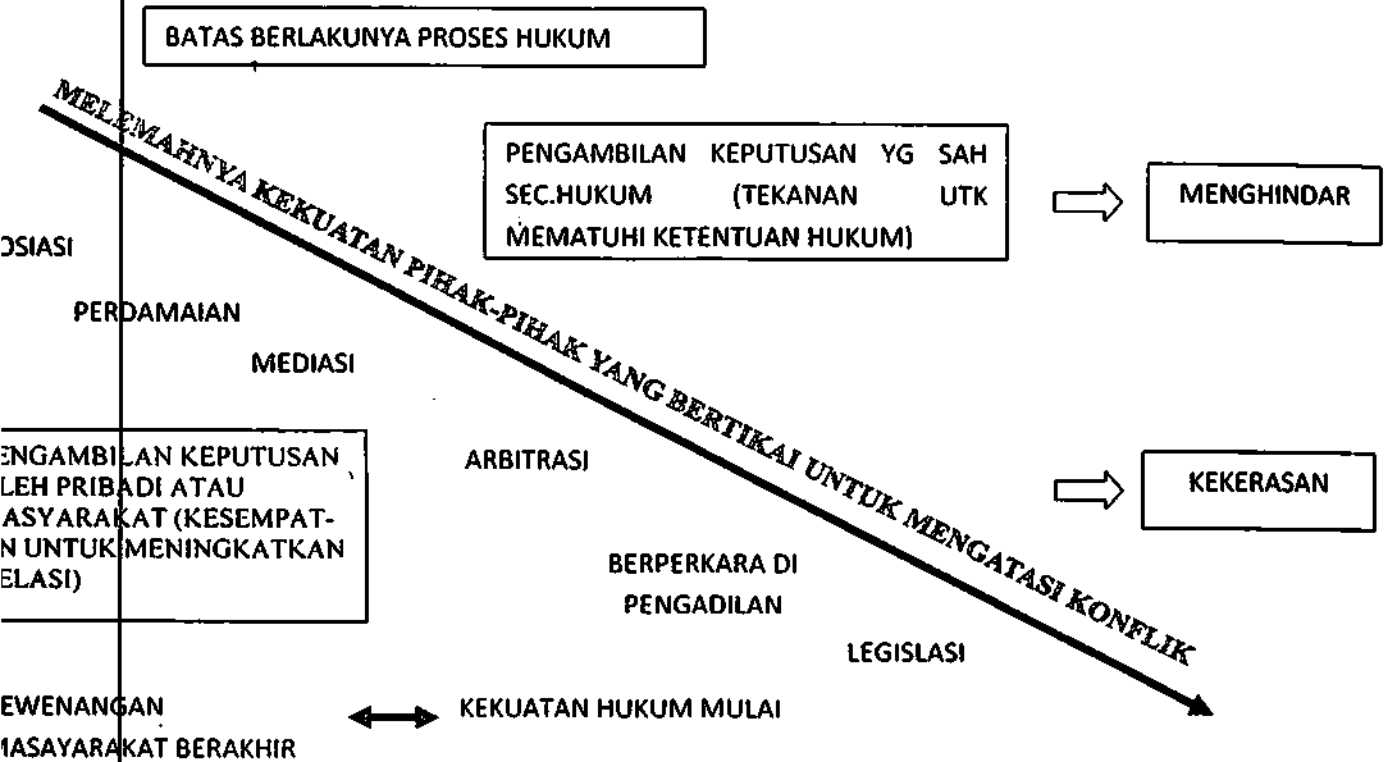 BATAS BERLAKUNYA PROSES HUKUM
MELEMAHNYA KEKUATAN PIHAK-PIHAK YANG BERTIKAI UNTUK MENGATASI KONFLIK
PENGAMBILAN KEPUTUSAN YG SAH
SEC.HUKUM (TEKANAN UTK
MEMATUHI KETENTUAN HUKUM)
MENGHINDAR
OSIASI
PERDAMAIAN
MEDIASI
ENGAMBILAN KEPUTUSAN
LEH PRIBADI ATAU
ASYARAKAT (KESEMPAT-
N UNTUK MENINGKATKAN
ELASI)
ARBITRASI
KEKERASAN
BERPERKARA DI
PENGADILAN
LEGISLASI
EWENANGAN
MASAYARAKAT BERAKHIR
KEKUATAN HUKUM MULAI